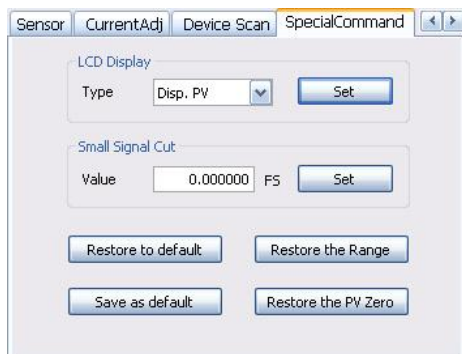 Sensor CurrentAdj Device Scan SpecialCommand
LCD Display
Type Disp. PV Set
Small Signal Cut
Value 0.000000 FS Set
Restore to default Restore the Range
Save as default Restore the PV Zero